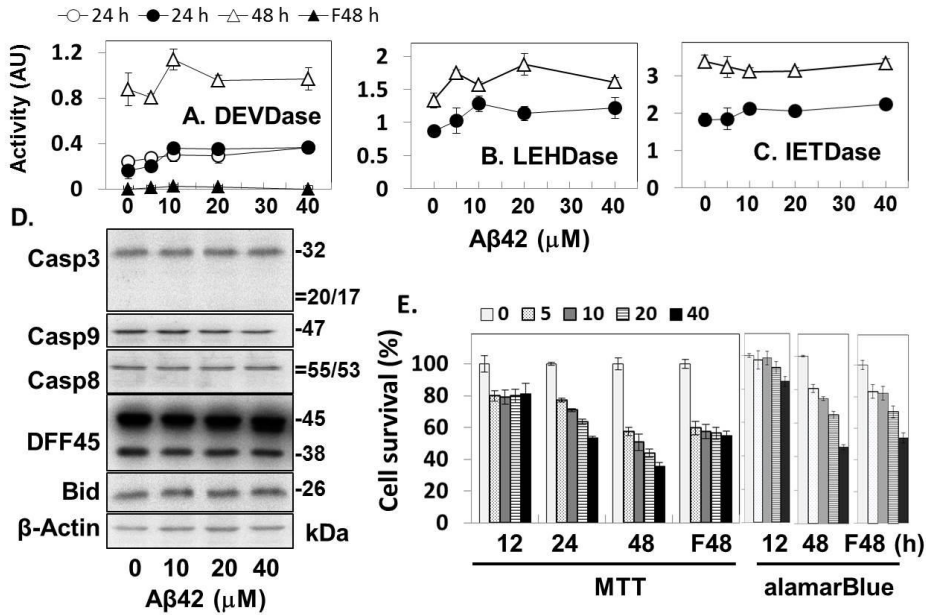 24 h 24 h 48 h F48 h
Activity (AU)
1.2
0.8
0.4
0
A. DEVDase
0 10 20 30 40
2
1.5
1
0.5
B. LEHDase
0 10 20 30 40
3
2
1
0
C. IETDase
0 10 20 30 40
Aβ42 (μM)
D.
Casp3
-32
=20/17
Casp9
-47
Casp8
=55/53
DFF45
-45
-38
Bid
-26
β-Actin
kDa
0 10 20 40
Aβ42 (μM)
E.
0 5 10 20 40
Cell survival (%)
100
80
60
40
20
0
12 24 48 F48
MTT
12 48 F48 (h)
alamarBlue